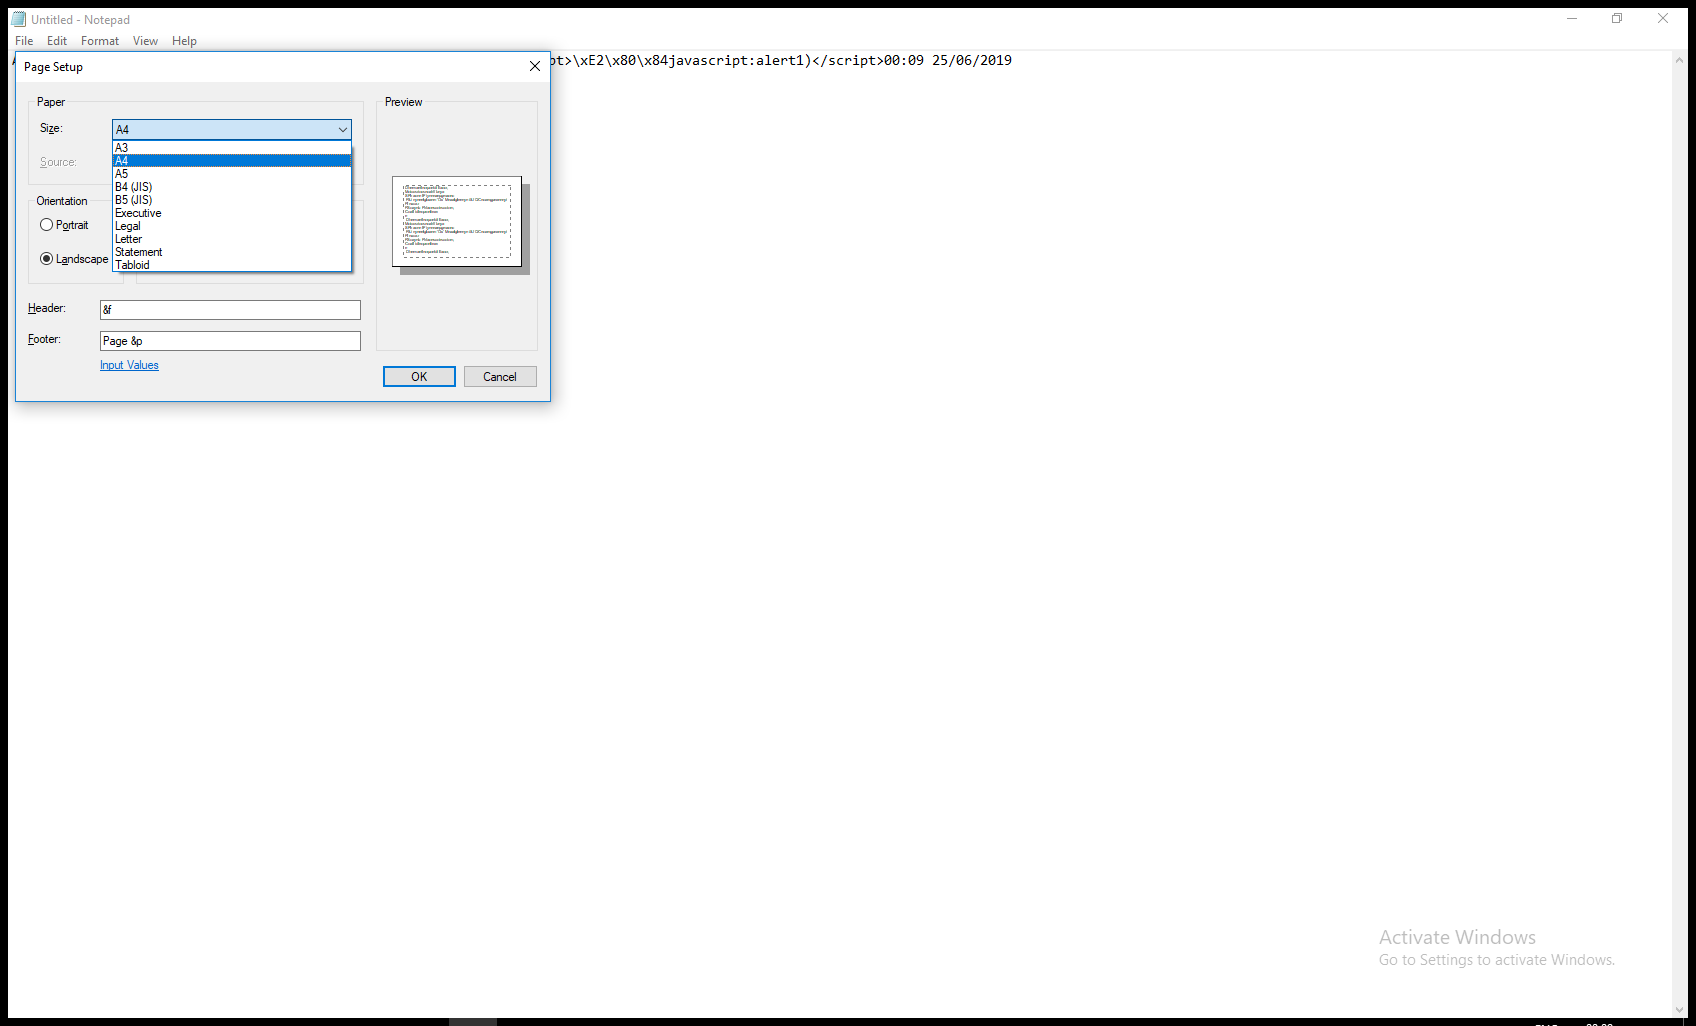 Untitled - Notepad
File Edit Format View Help
pt>\xE2\x80\x84javascript:alert1)</script>00:09 25/06/2019
Page Setup
Paper
Size:
A4
A3
A4
A5
B4 (JIS)
B5 (JIS)
Executive
Legal
Letter
Statement
Tabloid
Source:
Orientation
Portrait
Landscape
Header:
&f
Footer:
Page &p
Input Values
Preview
OK
Cancel
Activate Windows
Go to Settings to activate Windows.